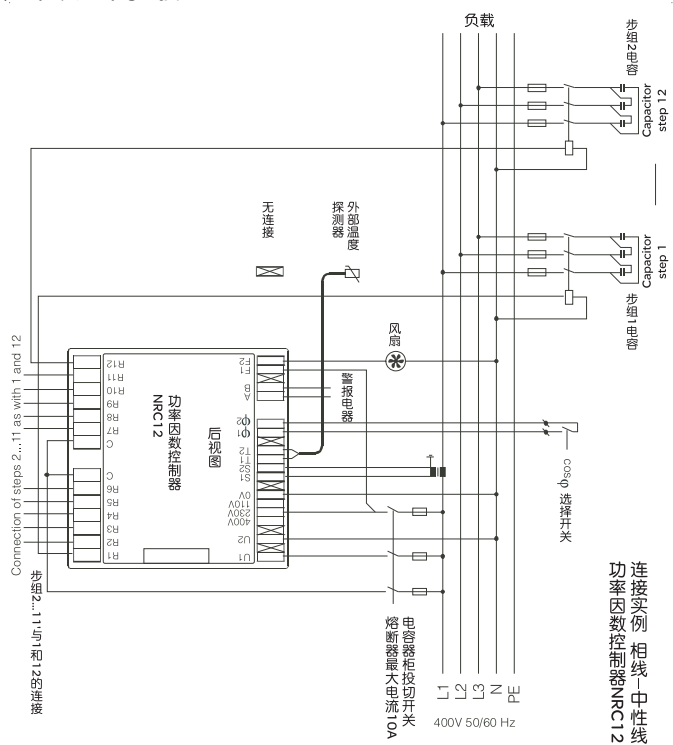 负载
步组2电容
Capacitor
step 12
无连接
外部温度
探测器
Capacitor
step 1
步组1电容
风扇
Connection of steps 2...11 as with 1 and 12
R12
R11
R10
R9
R8
R7
C
C
R6
R5
R4
R3
R2
R1
功率因数控制器
NRC12
后视图
F2
F1
B
A
φ2
φ1
T2
T1
S2
S1
0V
110V
230V
400V
U2
U1
警报电器
cosφ 选择开关
步组2...11'与1和12的连接
电容器柜投切开关
熔断器最大电流10A
L1
L2
L3
N
PE
400V 50/60 Hz
连接实例 相线—中性线
功率因数控制器NRC12